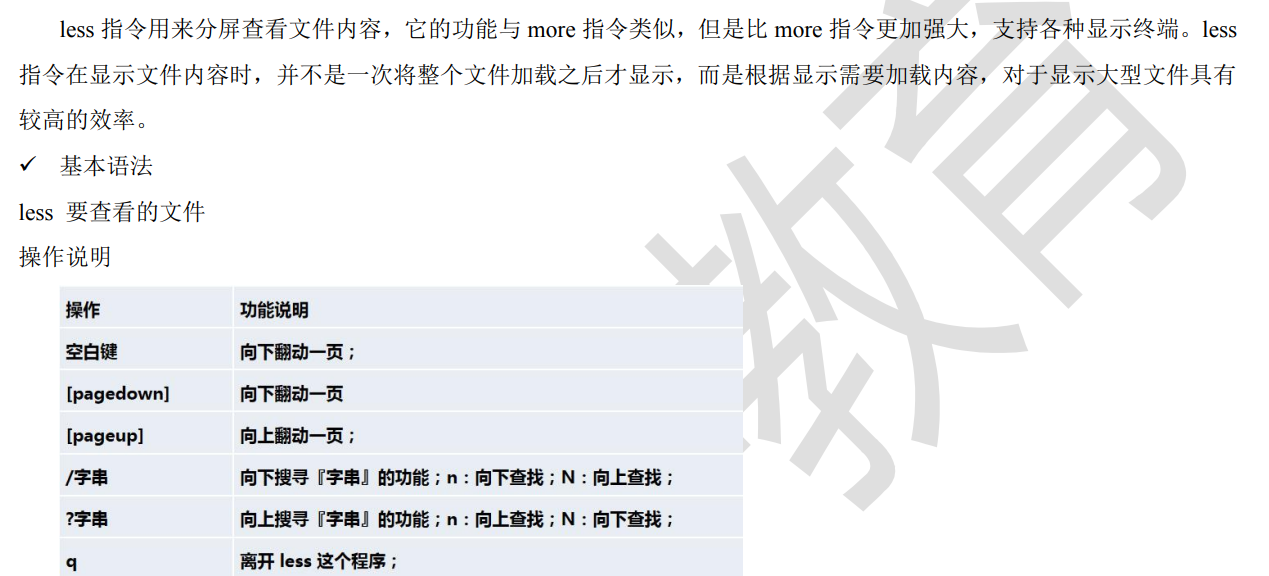 less 指令用来分屏查看文件内容，它的功能与 more 指令类似，但是比 more 指令更加强大，支持各种显示终端。less
指令在显示文件内容时，并不是一次将整个文件加载之后才显示，而是根据显示需要加载内容，对于显示大型文件具有
较高的效率。
✓ 基本语法
less 要查看的文件
操作说明
操作 功能说明
空白键 向下翻动一页；
[pagedown] 向下翻动一页
[pageup] 向上翻动一页；
/字串 向下搜寻『字串』的功能；n：向下查找；N：向上查找；
?字串 向上搜寻『字串』的功能；n：向上查找；N：向下查找；
q 离开 less 这个程序；
教育